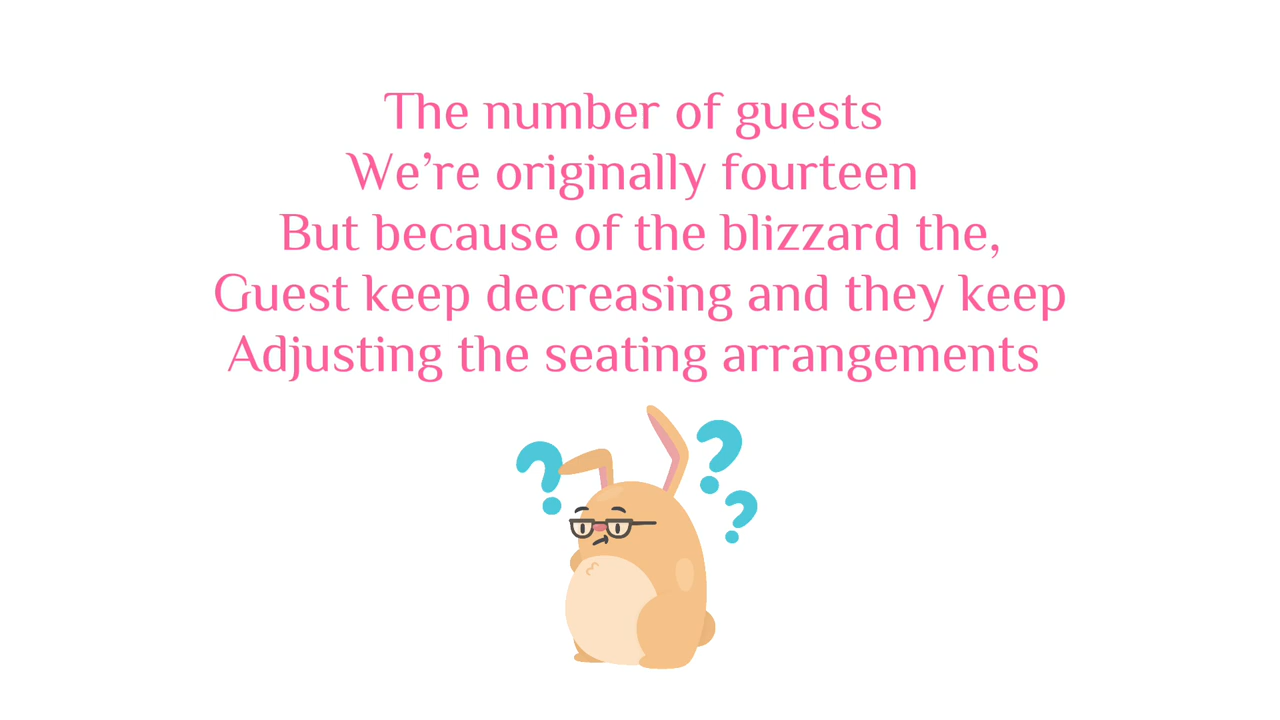 The number of guests
We’re originally fourteen
But because of the blizzard the,
Guest keep decreasing and they keep
Adjusting the seating arrangements
? ? ?